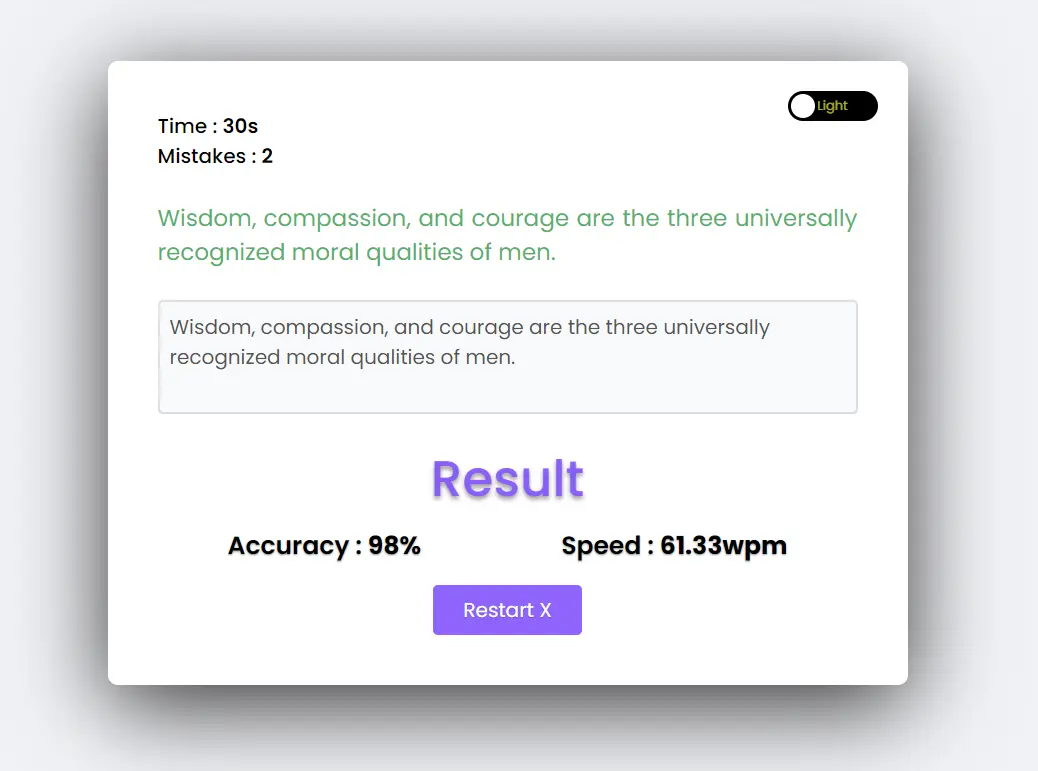 Light
Time : 30s
Mistakes : 2
Wisdom, compassion, and courage are the three universally
recognized moral qualities of men.
Wisdom, compassion, and courage are the three universally
recognized moral qualities of men.
Result
Accuracy : 98% Speed : 61.33wpm
Restart X